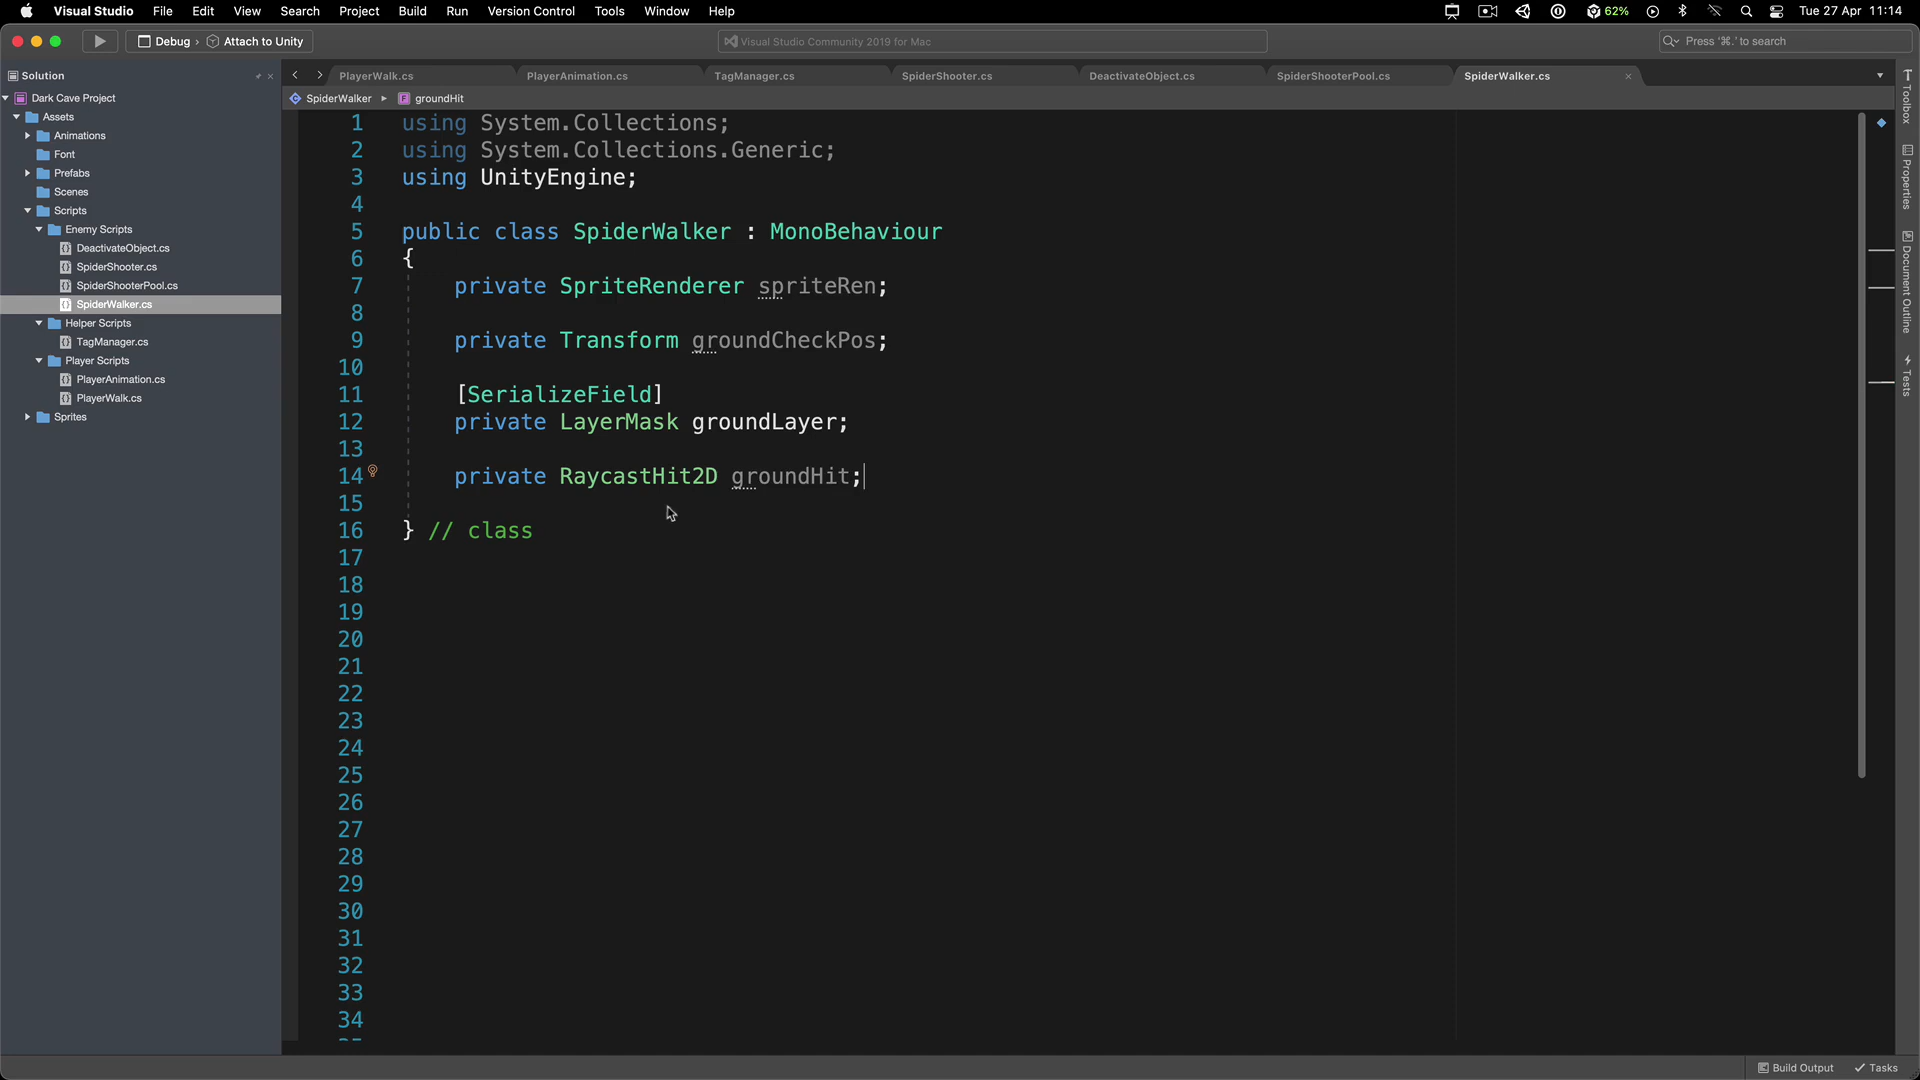 Visual Studio File Edit View Search Project Build Run Version Control Tools Window Help 62% Tue 27 Apr 11:14
Debug › Attach to Unity Visual Studio Community 2019 for Mac Press '⌘.' to search
Solution
Dark Cave Project
Assets
Animations
Font
Prefabs
Scenes
Scripts
Enemy Scripts
DeactivateObject.cs
SpiderShooter.cs
SpiderShooterPool.cs
SpiderWalker.cs
Helper Scripts
TagManager.cs
Player Scripts
PlayerAnimation.cs
PlayerWalk.cs
Sprites
PlayerWalk.cs PlayerAnimation.cs TagManager.cs SpiderShooter.cs DeactivateObject.cs SpiderShooterPool.cs SpiderWalker.cs
SpiderWalker groundHit
1 using System.Collections;
2 using System.Collections.Generic;
3 using UnityEngine;
4
5 public class SpiderWalker : MonoBehaviour
6 {
7 private SpriteRenderer spriteRen;
8
9 private Transform groundCheckPos;
10
11 [SerializeField]
12 private LayerMask groundLayer;
13
14 private RaycastHit2D groundHit;
15
16 } // class
17
18
19
20
21
22
23
24
25
26
27
28
29
30
31
32
33
34
Toolbox
Properties
Document Outline
Tests
Build Output Tasks